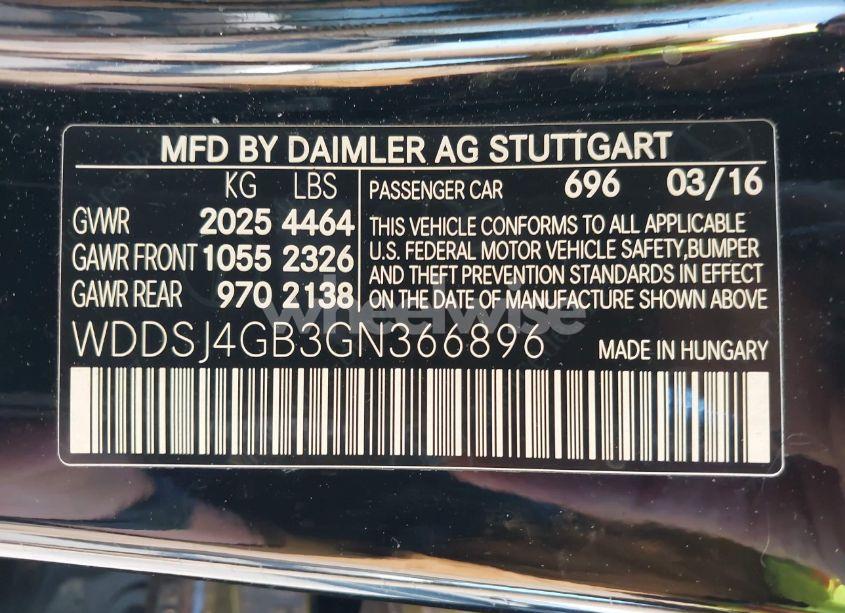 MFD BY DAIMLER AG STUTTGART
KG LBS
GVWR 2025 4464
GAWR FRONT 1055 2326
GAWR REAR 970 2138
PASSENGER CAR 696 03/16
THIS VEHICLE CONFORMS TO ALL APPLICABLE
U.S. FEDERAL MOTOR VEHICLE SAFETY,BUMPER
AND THEFT PREVENTION STANDARDS IN EFFECT
ON THE DATE OF MANUFACTURE SHOWN ABOVE
wheelwise
WDDSJ4GB3GN366896 MADE IN HUNGARY